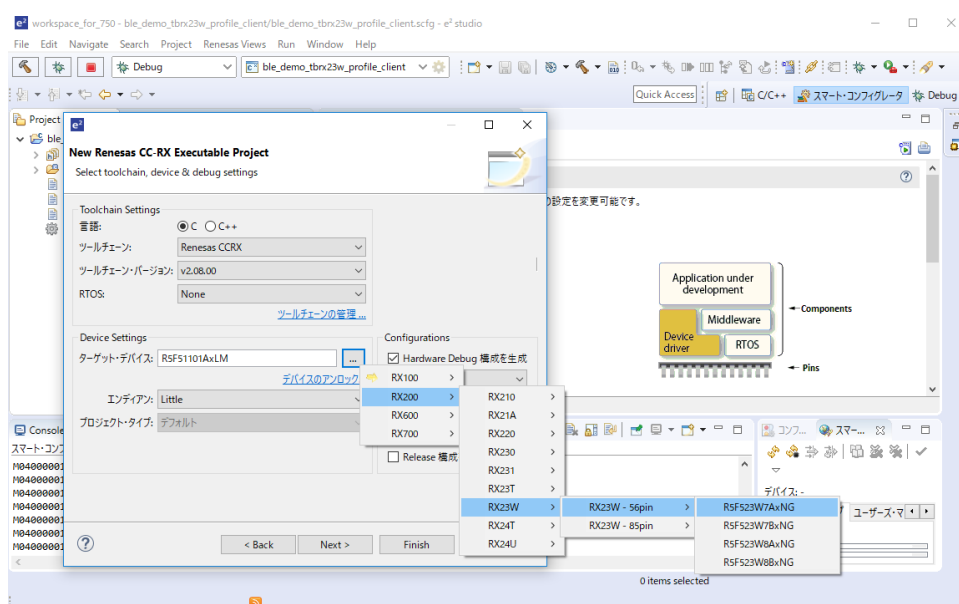 workspace_for_750 - ble_demo_tbrx23w_profile_client/ble_demo_tbrx23w_profile_client.scfg - e² studio
File Edit Navigate Search Project Renesas Views Run Window Help
Debug
ble_demo_tbrx23w_profile_client
Quick Access
C/C++
スマート・コンフィグレータ
Debug
Project
ble_
New Renesas CC-RX Executable Project
Select toolchain, device & debug settings
の設定を変更可能です。
Toolchain Settings
言語:
C
C++
ツールチェーン:
Renesas CCRX
ツールチェーン・バージョン:
v2.08.00
RTOS:
None
ツールチェーンの管理 ...
Application under development
Middleware
Device driver
RTOS
Components
Pins
Device Settings
ターゲット・デバイス:
R5F51101AxLM
...
デバイスのアンロック
エンディアン:
Little
プロジェクト・タイプ:
デフォルト
Configurations
Hardware Debug 構成を生成
Release 構成
RX100
RX200
RX600
RX700
RX210
RX21A
RX220
RX230
RX231
RX23T
RX23W
RX24T
RX24U
RX23W - 56pin
RX23W - 85pin
R5F523W7AxNG
R5F523W7BxNG
R5F523W8AxNG
R5F523W8BxNG
Console
スマート・コンフ
M04000001
M04000001
M04000001
M04000001
M04000001
M04000001
M04000001
コンフ...
スマー...
デバイス: -
ユーザーズ・マ
< Back
Next >
Finish
0 items selected